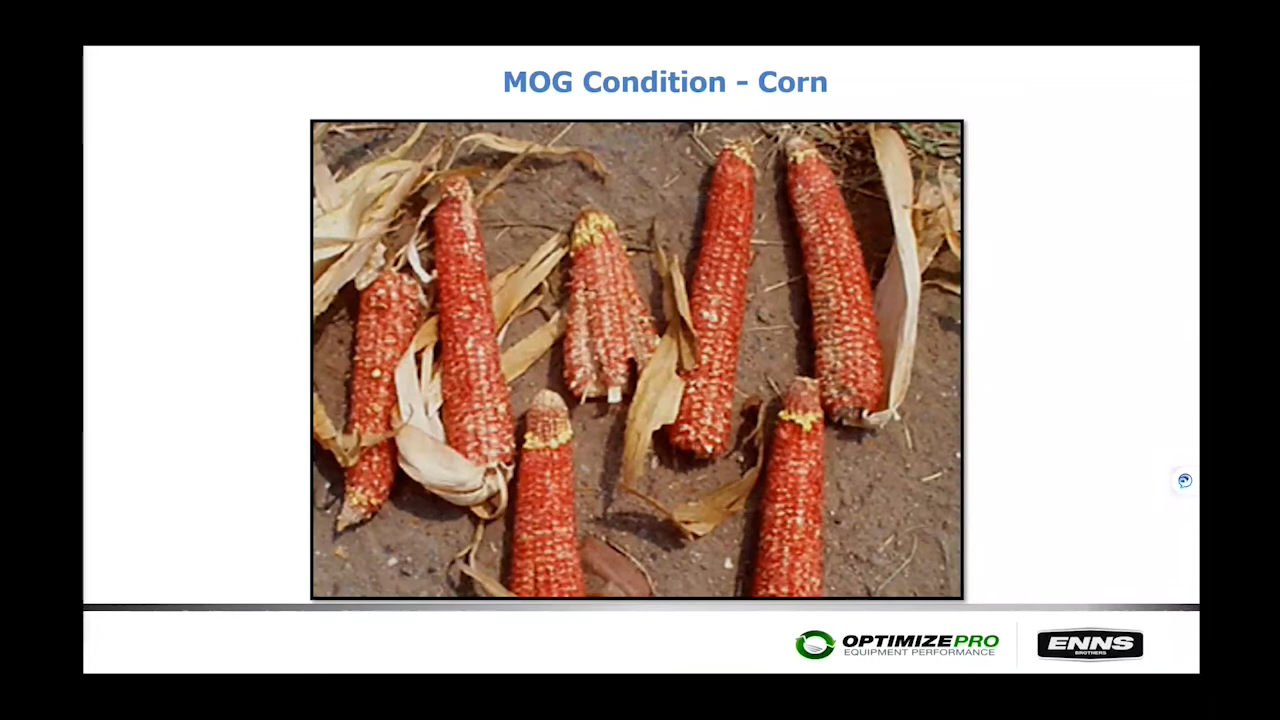 MOG Condition - Corn
OPTIMIZEPRO
EQUIPMENT PERFORMANCE
ENNS
BROTHERS